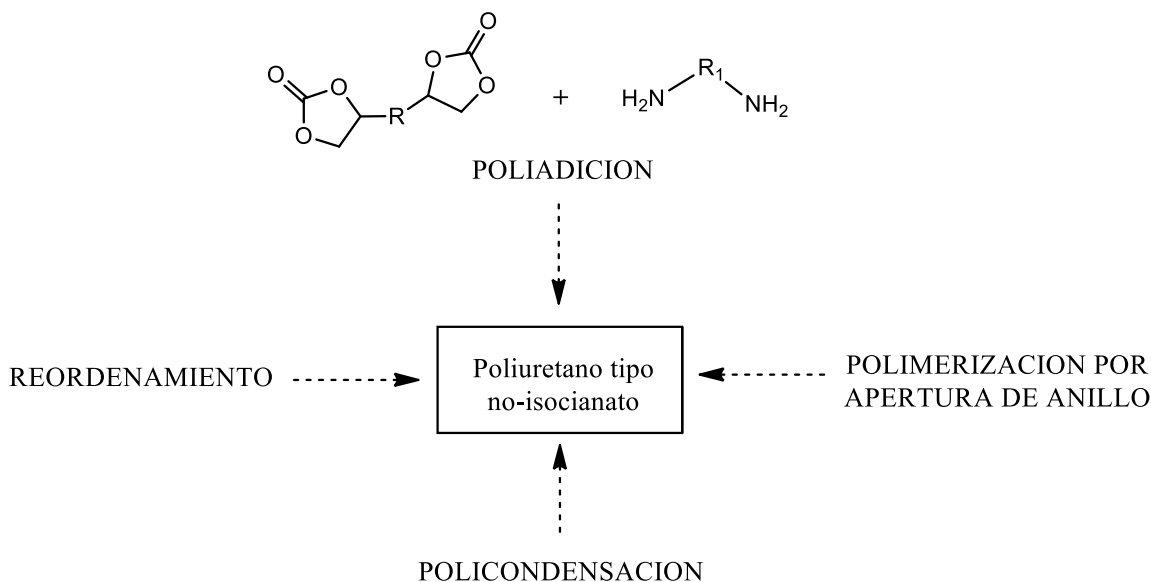 O
O
O
O
R
O
O
+
H₂N
R₁
NH₂
POLIADICION
REORDENAMIENTO
Poliuretano tipo
no-isocianato
POLIMERIZACION POR
APERTURA DE ANILLO
POLICONDENSACION